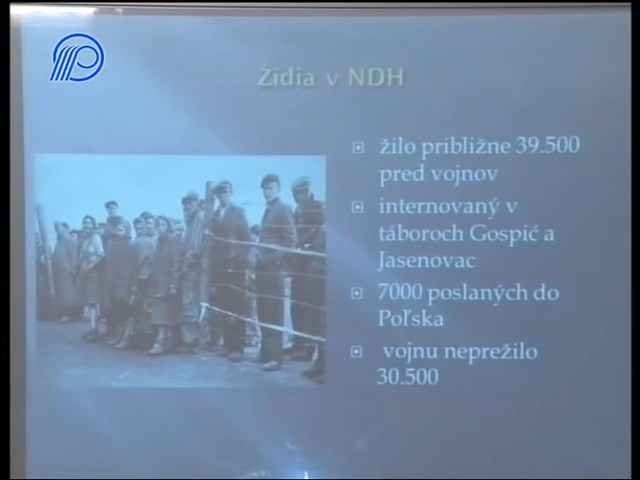 Židia v NDH
žilo približne 39.500
pred vojnov
internovaný v
táboroch Gospić a
Jasenovac
7000 poslaných do
Poľska
vojnu neprežilo
30.500